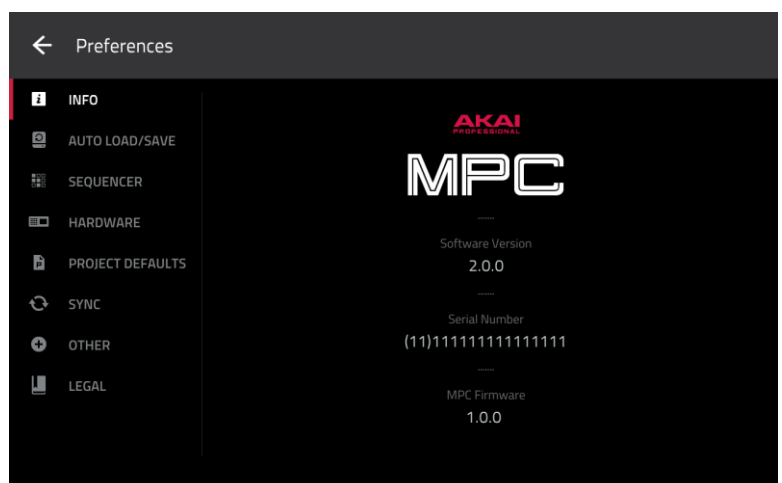 Preferences
INFO
AUTO LOAD/SAVE
SEQUENCER
HARDWARE
PROJECT DEFAULTS
SYNC
OTHER
LEGAL
AKAI
PROFESSIONAL
MPC
Software Version
2.0.0
Serial Number
(11)111111111111111
MPC Firmware
1.0.0